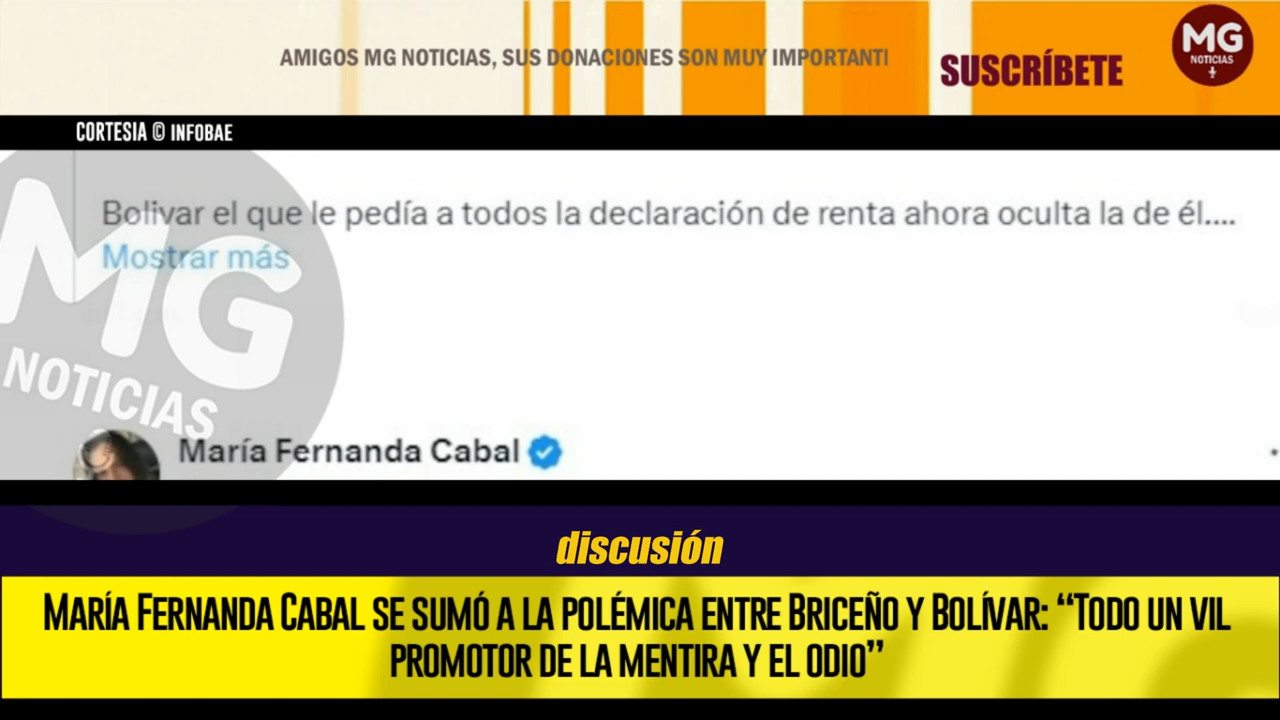 AMIGOS MG NOTICIAS, SUS DONACIONES SON MUY IMPORTANT
SUSCRÍBETE
MG
NOTICIAS
CORTESIA © INFOBAE
Bolivar el que le pedía a todos la declaración de renta ahora oculta la de él....
Mostrar más
MG
NOTICIAS
María Fernanda Cabal
discusión
MARÍA FERNANDA CABAL SE SUMÓ A LA POLÉMICA ENTRE BRICEÑO Y BOLÍVAR: “TODO UN VIL
PROMOTOR DE LA MENTIRA Y EL ODIO”